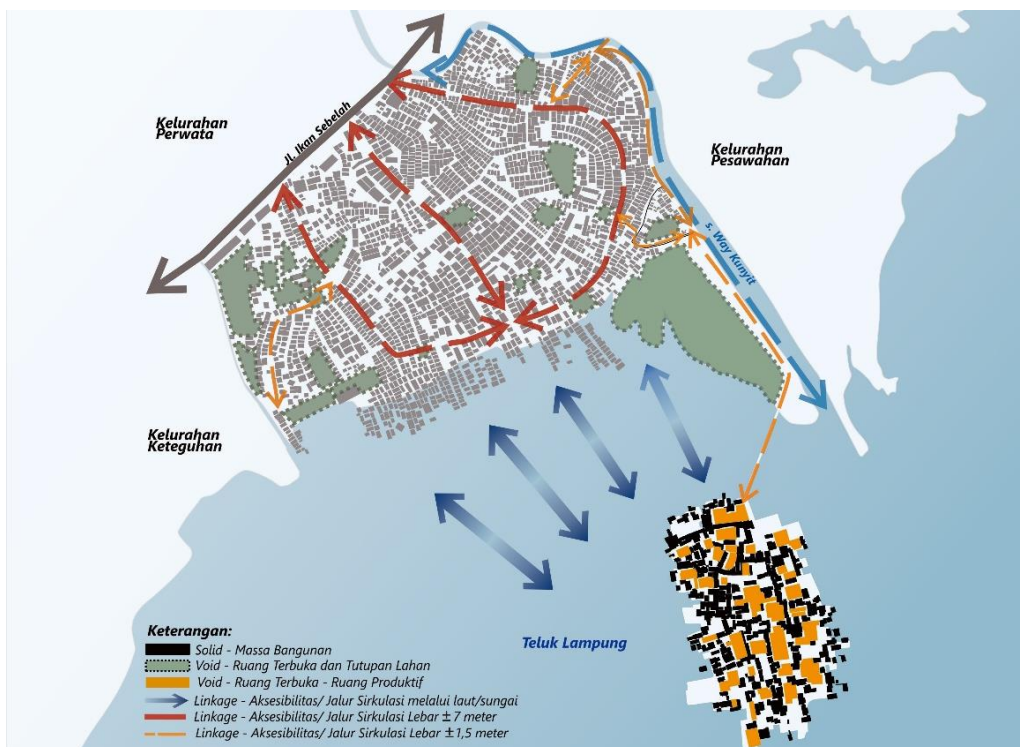 Kelurahan
Perwata
Jl. Ikan Sebelah
Kelurahan
Pesawahan
s. Way Kunyit
Kelurahan
Keteguhan
Teluk Lampung
Keterangan:
Solid - Massa Bangunan
Void - Ruang Terbuka dan Tutupan Lahan
Void - Ruang Terbuka - Ruang Produktif
Linkage - Aksesibilitas/ Jalur Sirkulasi melalui laut/sungai
Linkage - Aksesibilitas/ Jalur Sirkulasi Lebar ±7 meter
Linkage - Aksesibilitas/ Jalur Sirkulasi Lebar ±1,5 meter